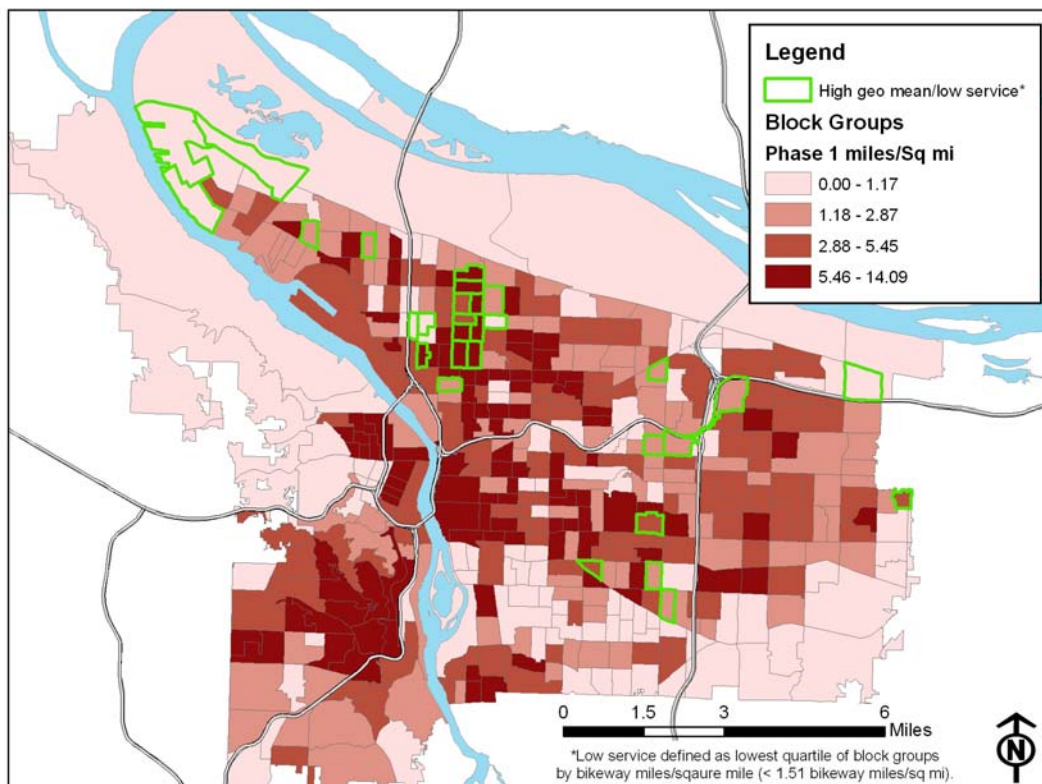 Legend
High geo mean/low service*
Block Groups
Phase 1 miles/Sq mi
0.00 - 1.17
1.18 - 2.87
2.88 - 5.45
5.46 - 14.09
0 1.5 3 6
Miles
*Low service defined as lowest quartile of block groups
by bikeway miles/sqaure mile (< 1.51 bikeway miles/sq mi).
N